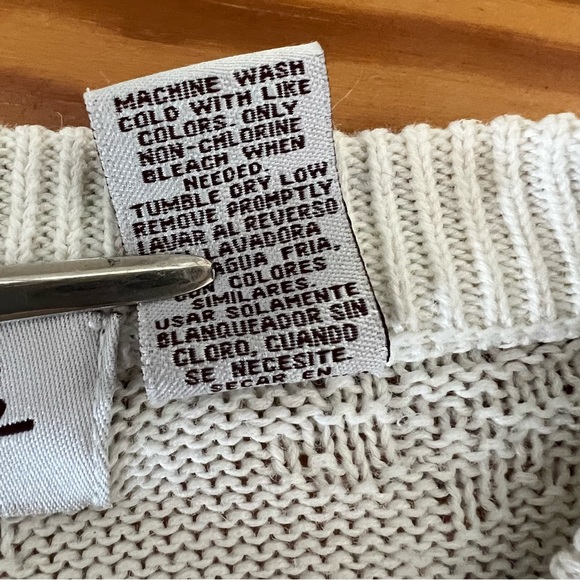 MACHINE WASH
COLD WITH LIKE
COLORS. ONLY
NON-CHLORINE
BLEACH WHEN
NEEDED.
TUMBLE DRY LOW
REMOVE PROMPTLY
LAVAR AL REVERSO
LAVADORA
AGUA FRIA.
COLORES
SIMILARES.
USAR SOLAMENTE
BLANQUEADOR SIN
CLORO, CUANDO
SE NECESITE.
SECAR EN